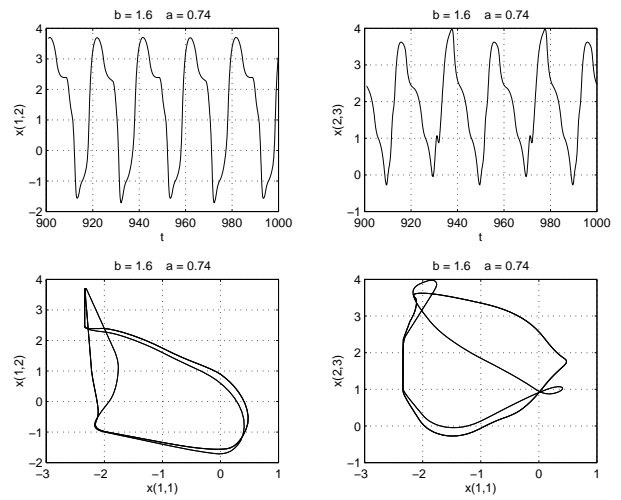 b = 1.6 a = 0.74
4
3
2
1
0
−1
−2
x(1,2)
900 920 940 960 980 1000
t
b = 1.6 a = 0.74
4
3
2
1
0
−1
x(2,3)
900 920 940 960 980 1000
t
b = 1.6 a = 0.74
4
3
2
1
0
−1
−2
x(1,2)
−3 −2 −1 0 1
x(1,1)
b = 1.6 a = 0.74
4
3
2
1
0
−1
x(2,3)
−3 −2 −1 0 1
x(1,1)